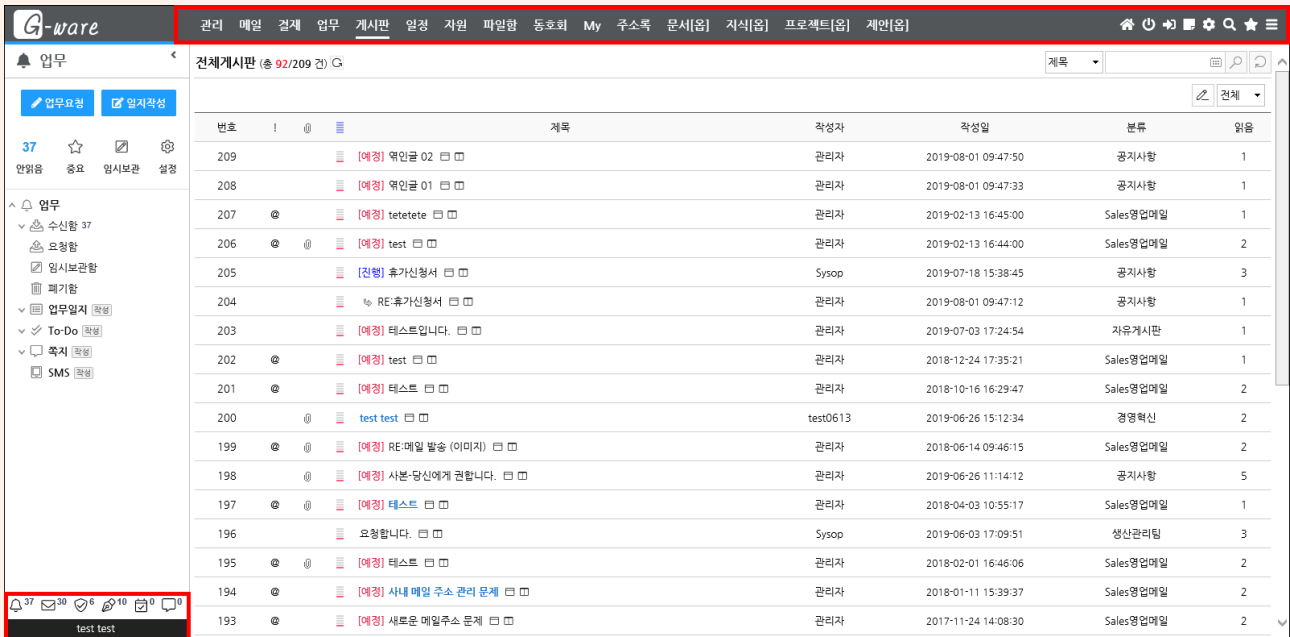 G-ware 관리 메일 결재 업무 게시판 일정 자원 파일함 동호회 My 주소록 문서[옵] 지식[옵] 프로젝트[옵] 제안[옵]
업무
업무요청 일지작성
37
안읽음 중요 임시보관 설정
업무
수신함 37
요청함
임시보관함
폐기함
업무일지 작성
To-Do 작성
쪽지 작성
SMS 작성
37 30 6 10 0 0
test test
전체게시판 (총 92/209 건) 제목
전체
번호 ! 제목 작성자 작성일 분류 읽음
209 [예정] 엮인글 02 관리자 2019-08-01 09:47:50 공지사항 1
208 [예정] 엮인글 01 관리자 2019-08-01 09:47:33 공지사항 1
207 @ [예정] tetetete 관리자 2019-02-13 16:45:00 Sales영업메일 1
206 @ [예정] test 관리자 2019-02-13 16:44:00 Sales영업메일 2
205 [진행] 휴가신청서 Sysop 2019-07-18 15:38:45 공지사항 3
204 RE:휴가신청서 관리자 2019-08-01 09:47:12 공지사항 1
203 [예정] 테스트입니다. 관리자 2019-07-03 17:24:54 자유게시판 1
202 @ [예정] test 관리자 2018-12-24 17:35:21 Sales영업메일 1
201 @ [예정] 테스트 관리자 2018-10-16 16:29:47 Sales영업메일 2
200 test test test0613 2019-06-26 15:12:34 경영혁신 2
199 @ [예정] RE:메일 발송 (이미지) 관리자 2018-06-14 09:46:15 Sales영업메일 2
198 [예정] 사본-당신에게 권합니다. 관리자 2019-06-26 11:14:12 공지사항 5
197 @ [예정] 테스트 관리자 2018-04-03 10:55:17 Sales영업메일 1
196 요청합니다. Sysop 2019-06-03 17:09:51 생산관리팀 3
195 @ [예정] 테스트 관리자 2018-02-01 16:46:06 Sales영업메일 2
194 @ [예정] 사내 메일 주소 관리 문제 관리자 2018-01-11 15:39:37 Sales영업메일 2
193 @ [예정] 새로운 메일주소 문제 관리자 2017-11-24 14:08:30 Sales영업메일 2